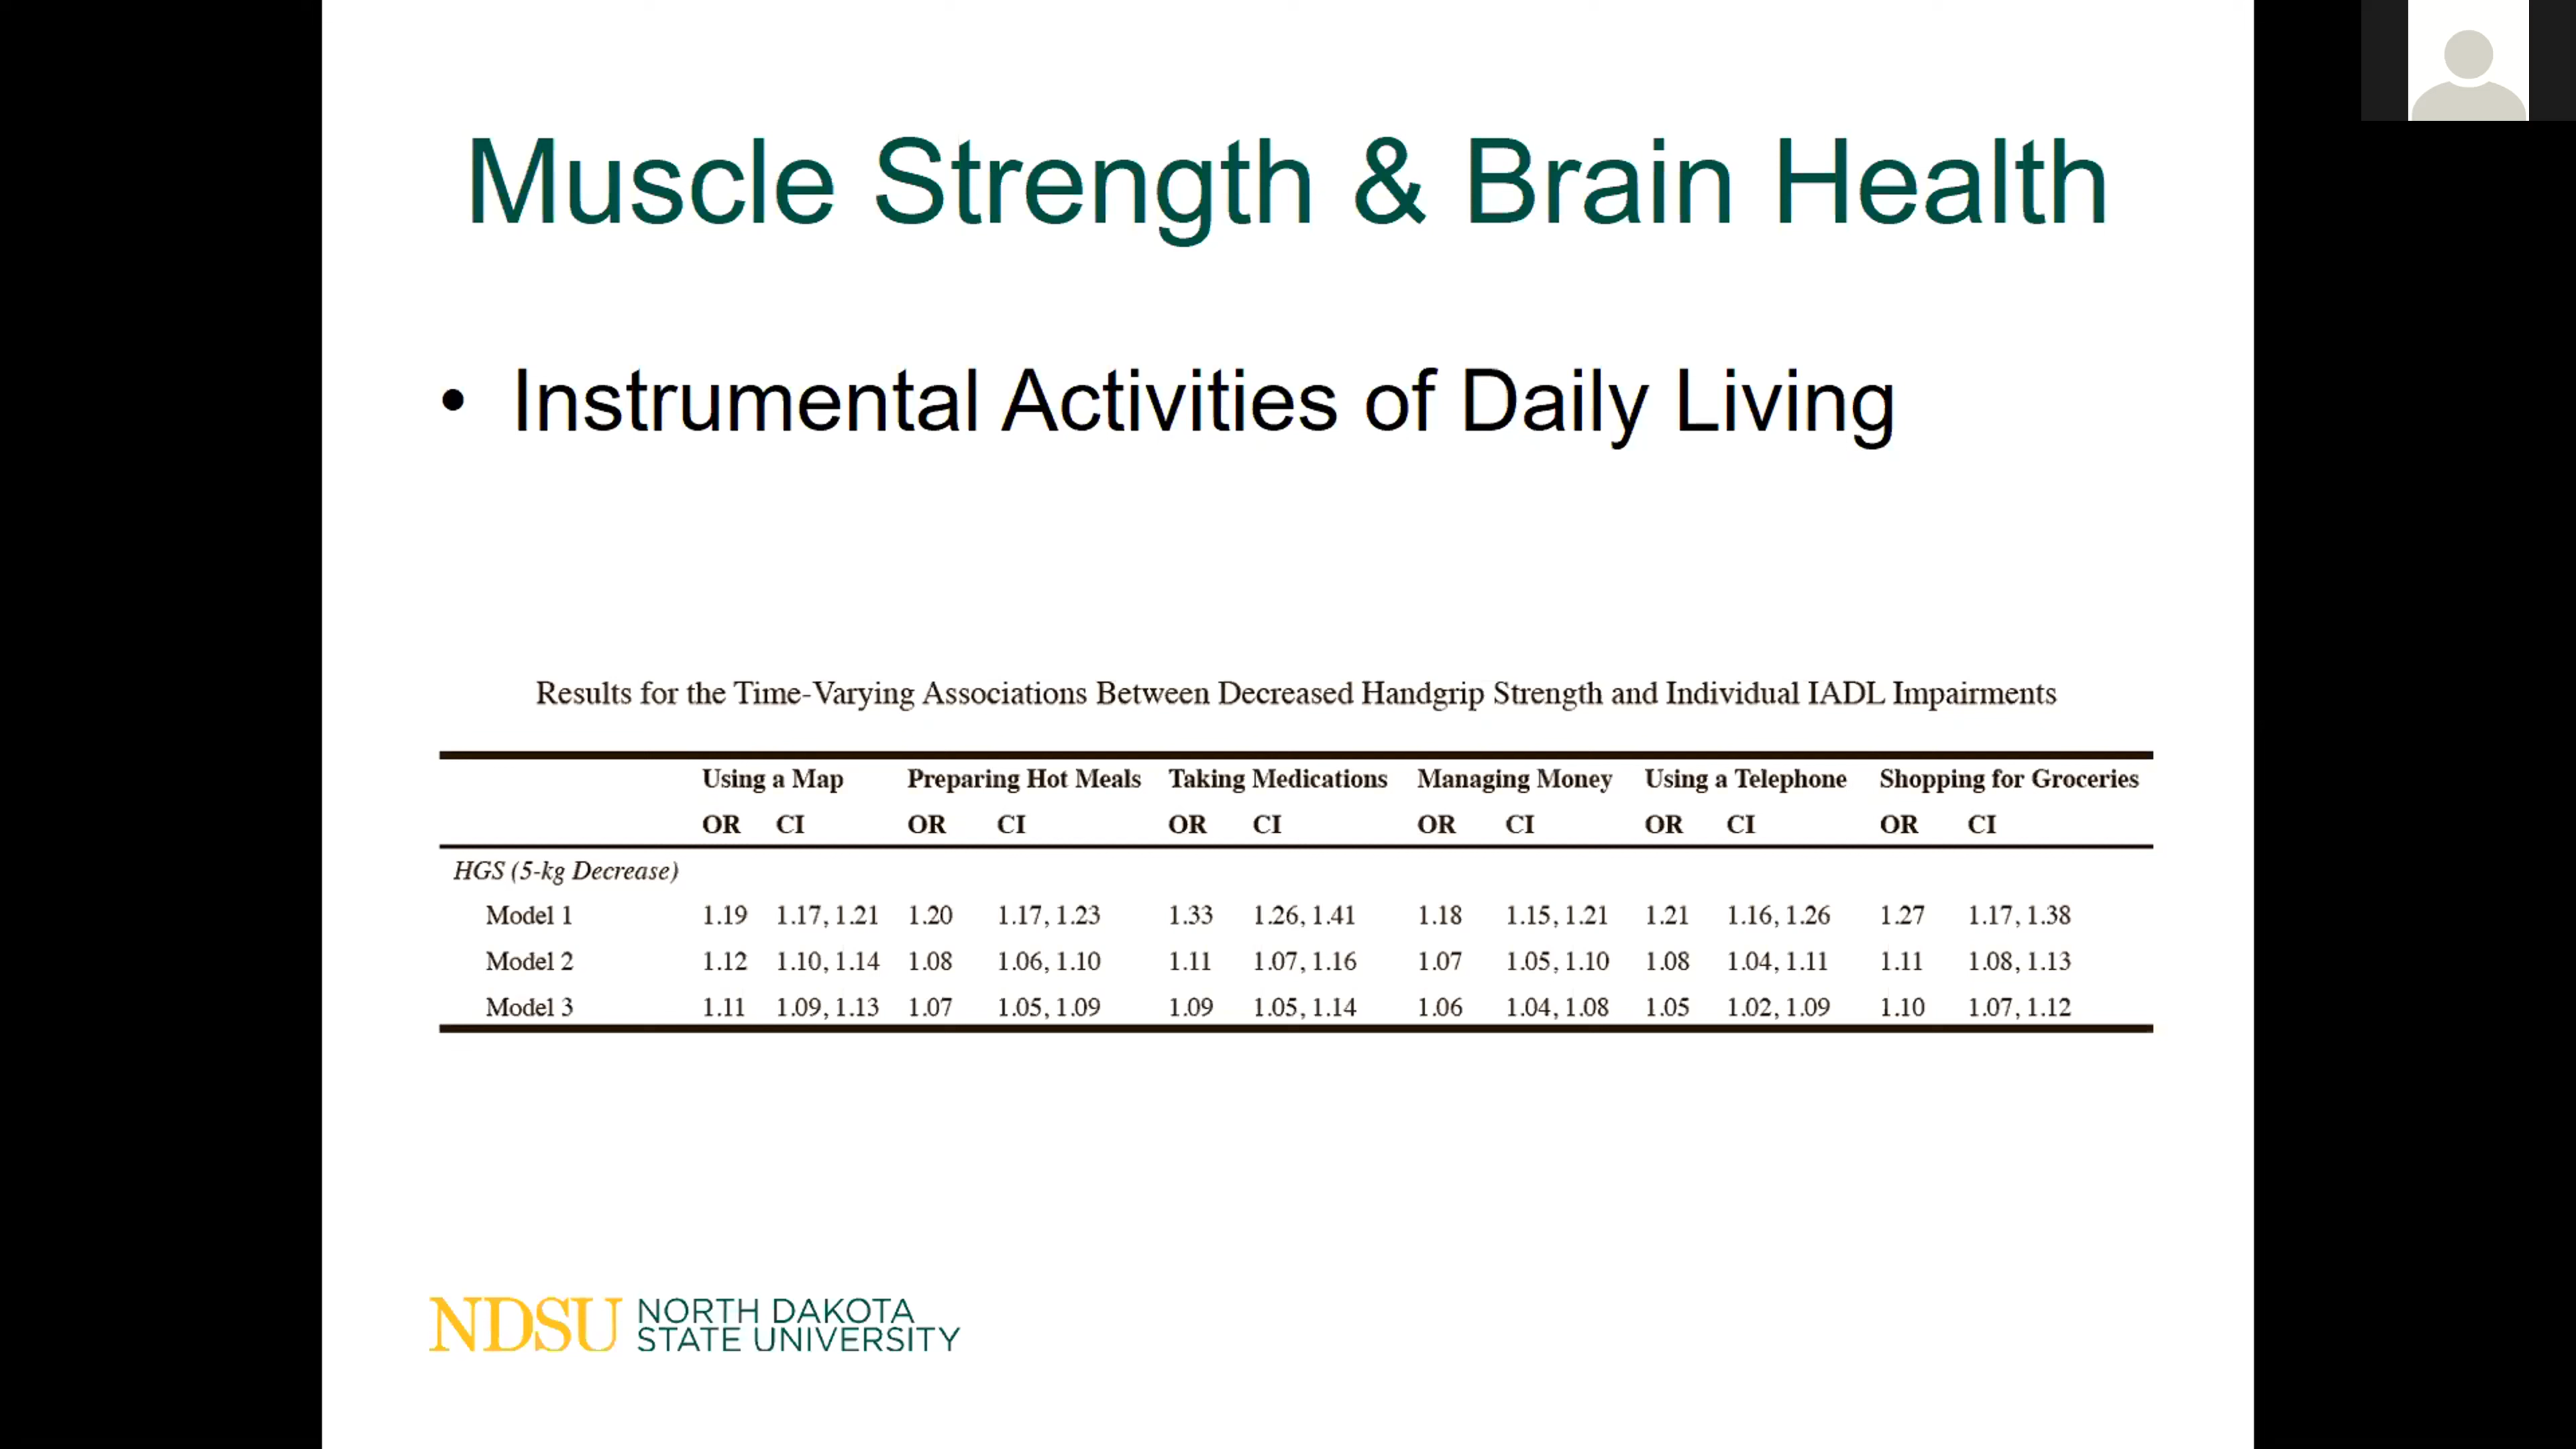 Muscle Strength & Brain Health
• Instrumental Activities of Daily Living
Results for the Time-Varying Associations Between Decreased Handgrip Strength and Individual IADL Impairments
Using a Map Preparing Hot Meals Taking Medications Managing Money Using a Telephone Shopping for Groceries
OR CI OR CI OR CI OR CI OR CI OR CI
HGS (5-kg Decrease)
Model 1 1.19 1.17, 1.21 1.20 1.17, 1.23 1.33 1.26, 1.41 1.18 1.15, 1.21 1.21 1.16, 1.26 1.27 1.17, 1.38
Model 2 1.12 1.10, 1.14 1.08 1.06, 1.10 1.11 1.07, 1.16 1.07 1.05, 1.10 1.08 1.04, 1.11 1.11 1.08, 1.13
Model 3 1.11 1.09, 1.13 1.07 1.05, 1.09 1.09 1.05, 1.14 1.06 1.04, 1.08 1.05 1.02, 1.09 1.10 1.07, 1.12
NDSU NORTH DAKOTA
STATE UNIVERSITY